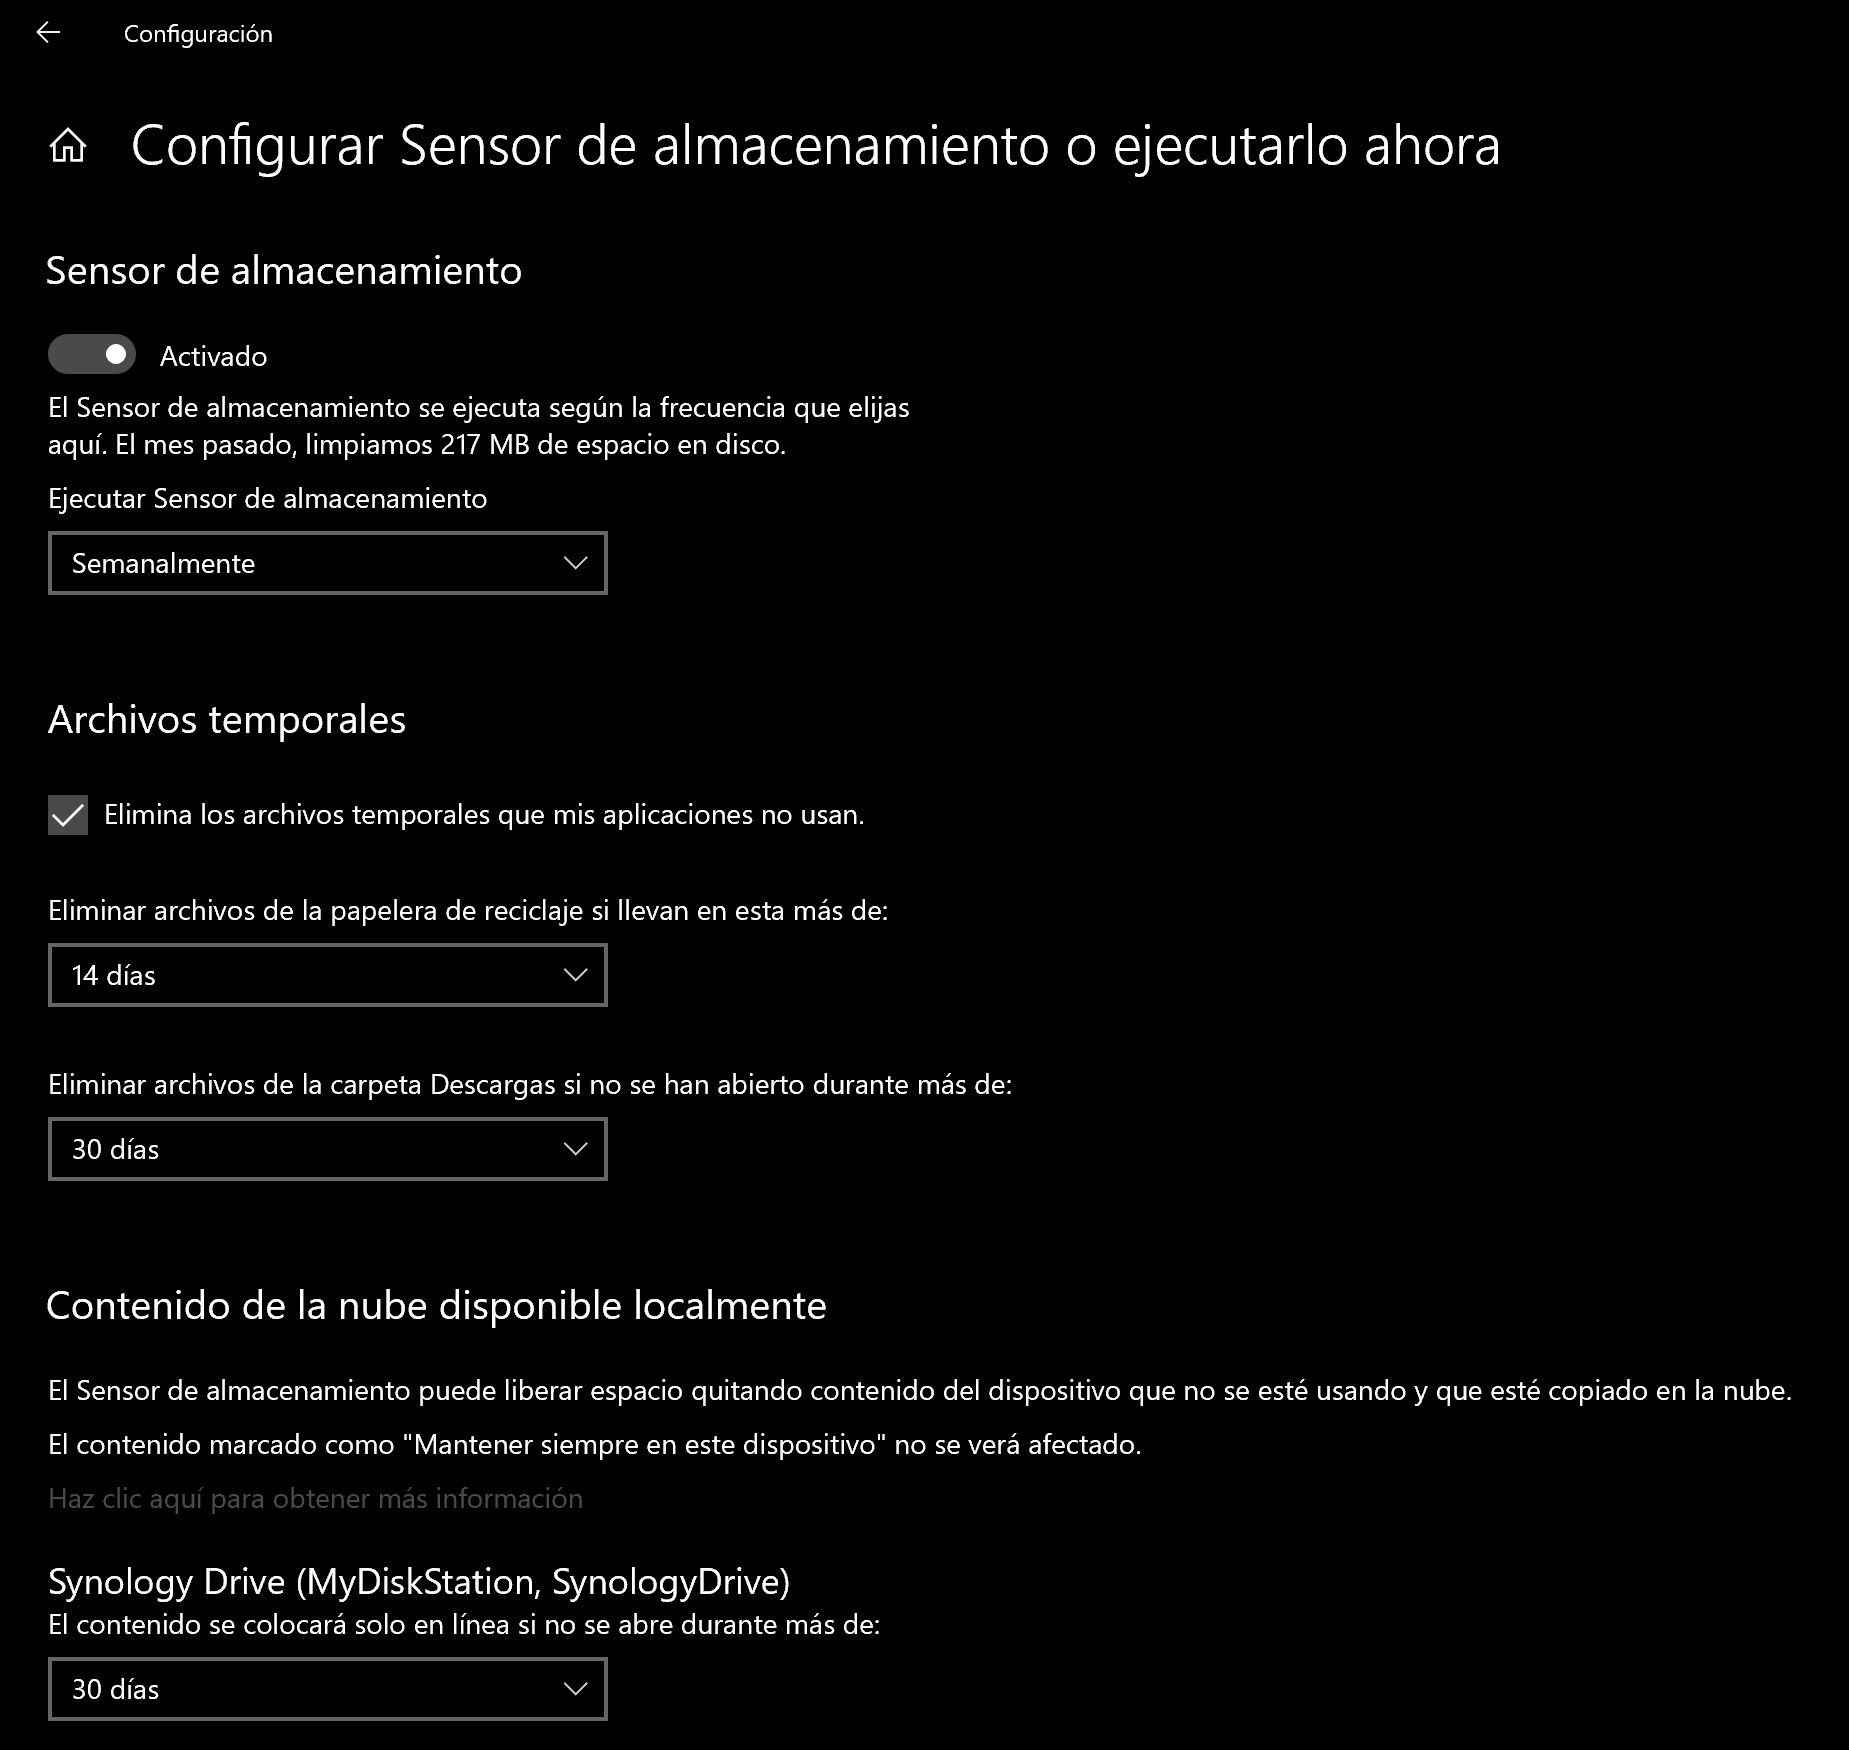 Configuración
Configurar Sensor de almacenamiento o ejecutarlo ahora
Sensor de almacenamiento
Activado
El Sensor de almacenamiento se ejecuta según la frecuencia que elijas
aquí. El mes pasado, limpiamos 217 MB de espacio en disco.
Ejecutar Sensor de almacenamiento
Semanalmente
Archivos temporales
Elimina los archivos temporales que mis aplicaciones no usan.
Eliminar archivos de la papelera de reciclaje si llevan en esta más de:
14 días
Eliminar archivos de la carpeta Descargas si no se han abierto durante más de:
30 días
Contenido de la nube disponible localmente
El Sensor de almacenamiento puede liberar espacio quitando contenido del dispositivo que no se esté usando y que esté copiado en la nube.
El contenido marcado como "Mantener siempre en este dispositivo" no se verá afectado.
Haz clic aquí para obtener más información
Synology Drive (MyDiskStation, SynologyDrive)
El contenido se colocará solo en línea si no se abre durante más de:
30 días